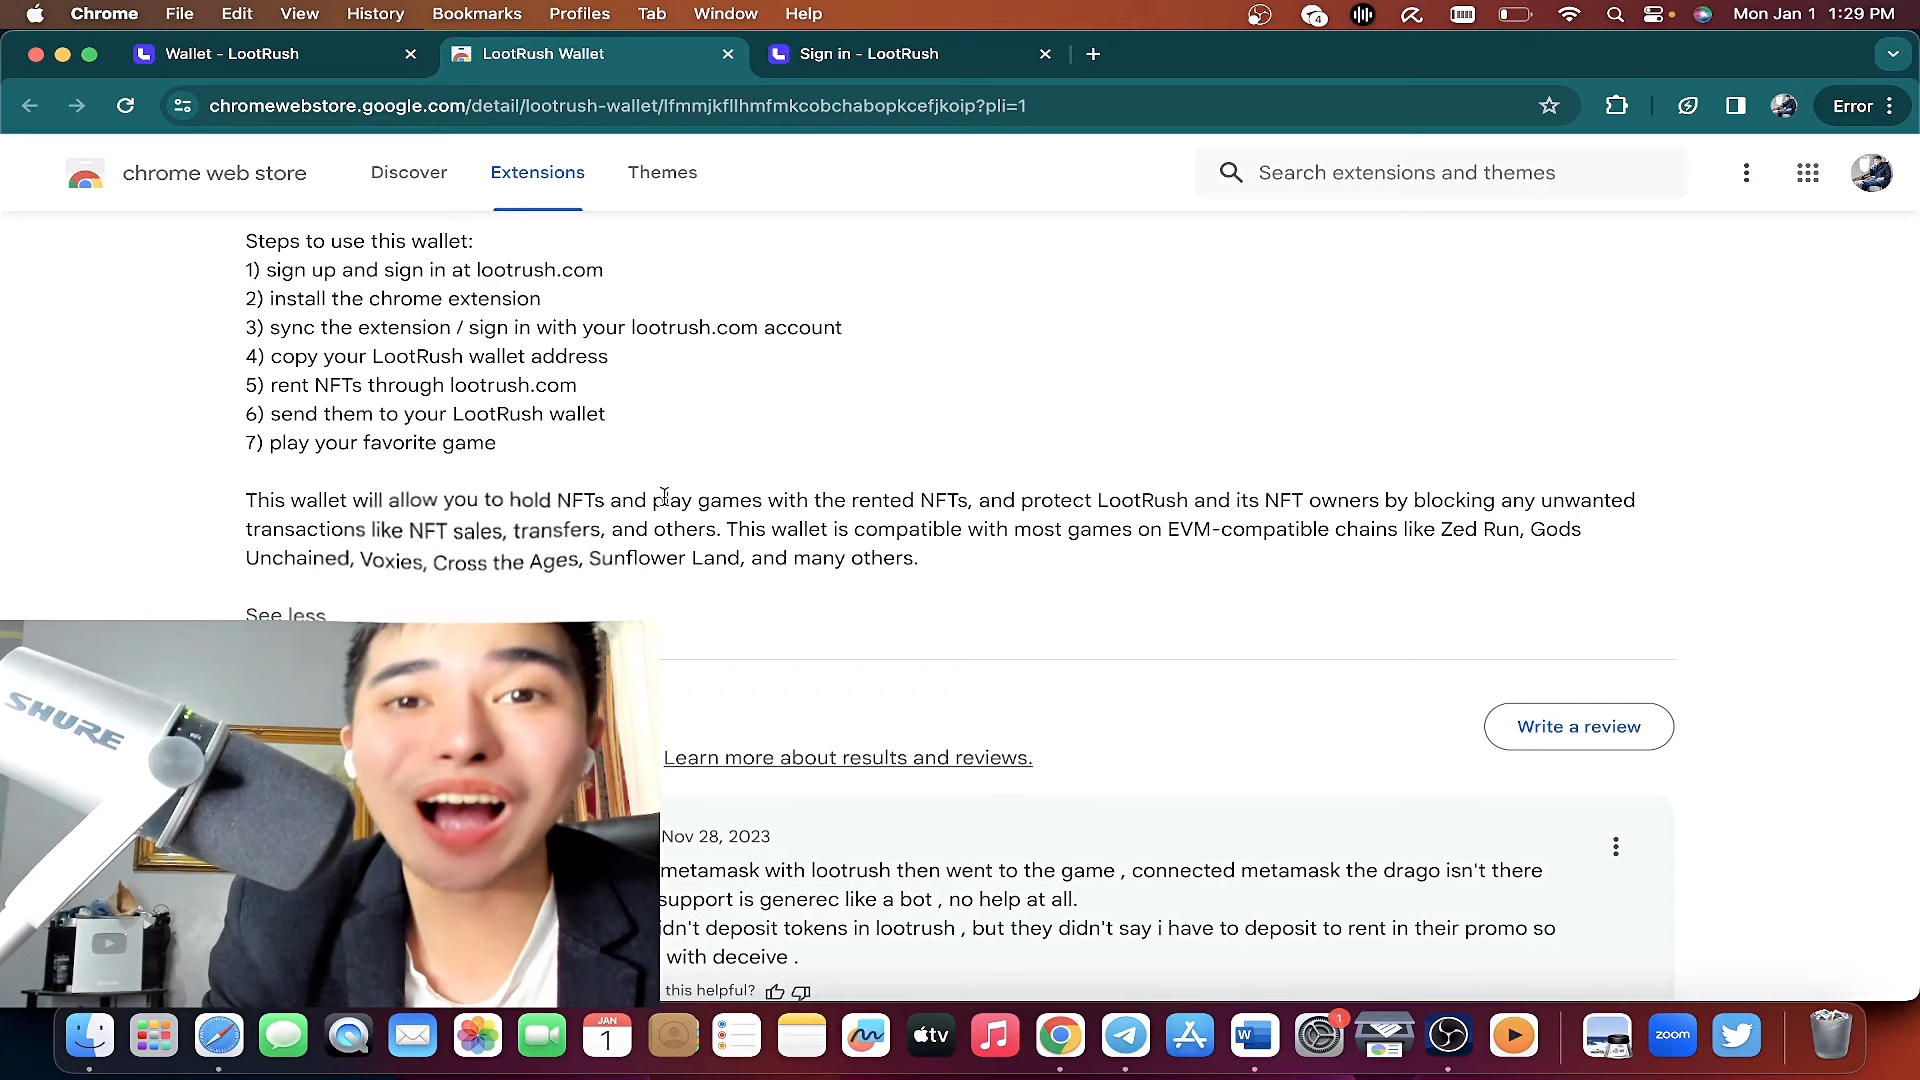 Chrome File Edit View History Bookmarks Profiles Tab Window Help 4 Mon Jan 1 1:29 PM
Wallet - LootRush LootRush Wallet Sign in - LootRush
chromewebstore.google.com/detail/lootrush-wallet/lfmmjkfllhmfmkcobchabopkcefjkoip?pli=1 Error
chrome web store Discover Extensions Themes Search extensions and themes
Steps to use this wallet:
1) sign up and sign in at lootrush.com
2) install the chrome extension
3) sync the extension / sign in with your lootrush.com account
4) copy your LootRush wallet address
5) rent NFTs through lootrush.com
6) send them to your LootRush wallet
7) play your favorite game
This wallet will allow you to hold NFTs and play games with the rented NFTs, and protect LootRush and its NFT owners by blocking any unwanted
transactions like NFT sales, transfers, and others. This wallet is compatible with most games on EVM-compatible chains like Zed Run, Gods
Unchained, Voxies, Cross the Ages, Sunflower Land, and many others.
See less
SHURE
Write a review
Learn more about results and reviews.
Nov 28, 2023
metamask with lootrush then went to the game , connected metamask the drago isn't there
support is generec like a bot , no help at all.
idn't deposit tokens in lootrush , but they didn't say i have to deposit to rent in their promo so
with deceive .
this helpful?
JAN
1
tv
W
1
zoom